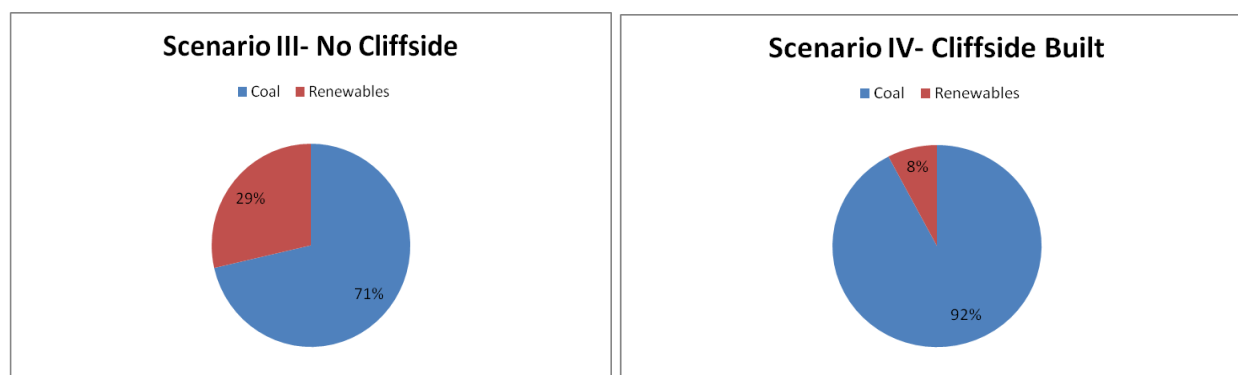 Scenario III- No Cliffside
Coal Renewables
29%
71%
Scenario IV- Cliffside Built
Coal Renewables
8%
92%